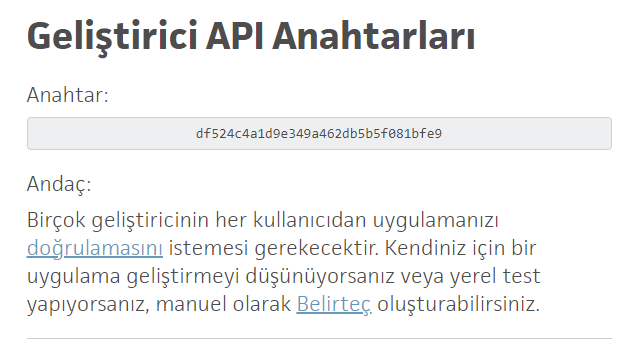 Geliştirici API Anahtarları
Anahtar:
df524c4a1d9e349a462db5b5f081bfe9
Andaç:
Birçok geliştiricinin her kullanıcıdan uygulamanızı
doğrulamasını istemesi gerekecektir. Kendiniz için bir
uygulama geliştirmeyi düşünüyorsanız veya yerel test
yapıyorsanız, manuel olarak Belirteç oluşturabilirsiniz.